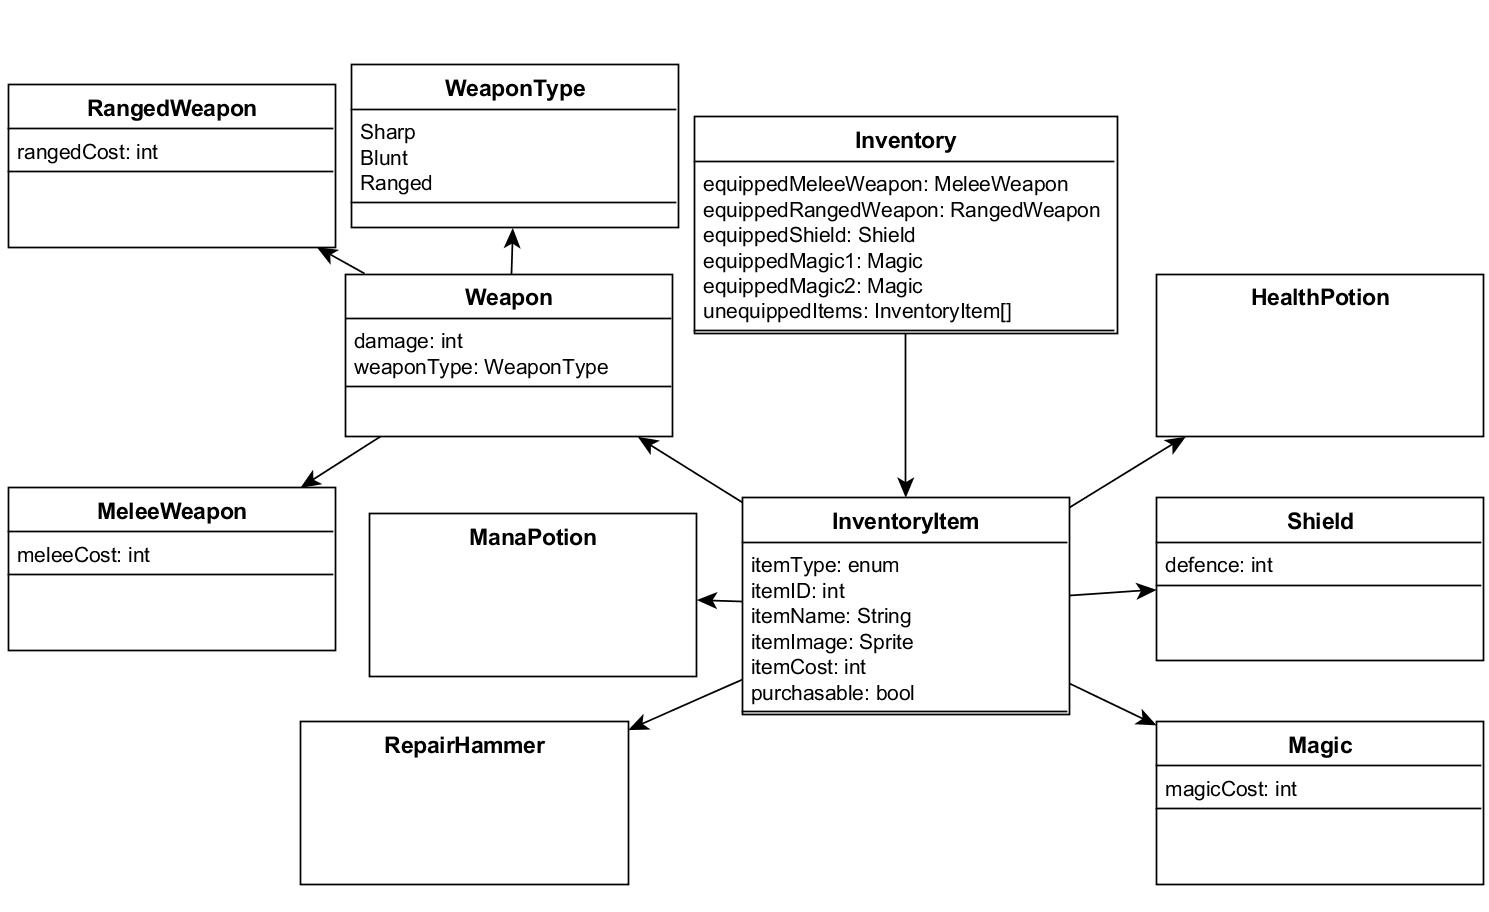 RangedWeapon
rangedCost: int
WeaponType
Sharp
Blunt
Ranged
Inventory
equippedMeleeWeapon: MeleeWeapon
equippedRangedWeapon: RangedWeapon
equippedShield: Shield
equippedMagic1: Magic
equippedMagic2: Magic
unequippedItems: InventoryItem[]
Weapon
damage: int
weaponType: WeaponType
HealthPotion
MeleeWeapon
meleeCost: int
ManaPotion
InventoryItem
itemType: enum
itemID: int
itemName: String
itemImage: Sprite
itemCost: int
purchasable: bool
Shield
defence: int
RepairHammer
Magic
magicCost: int